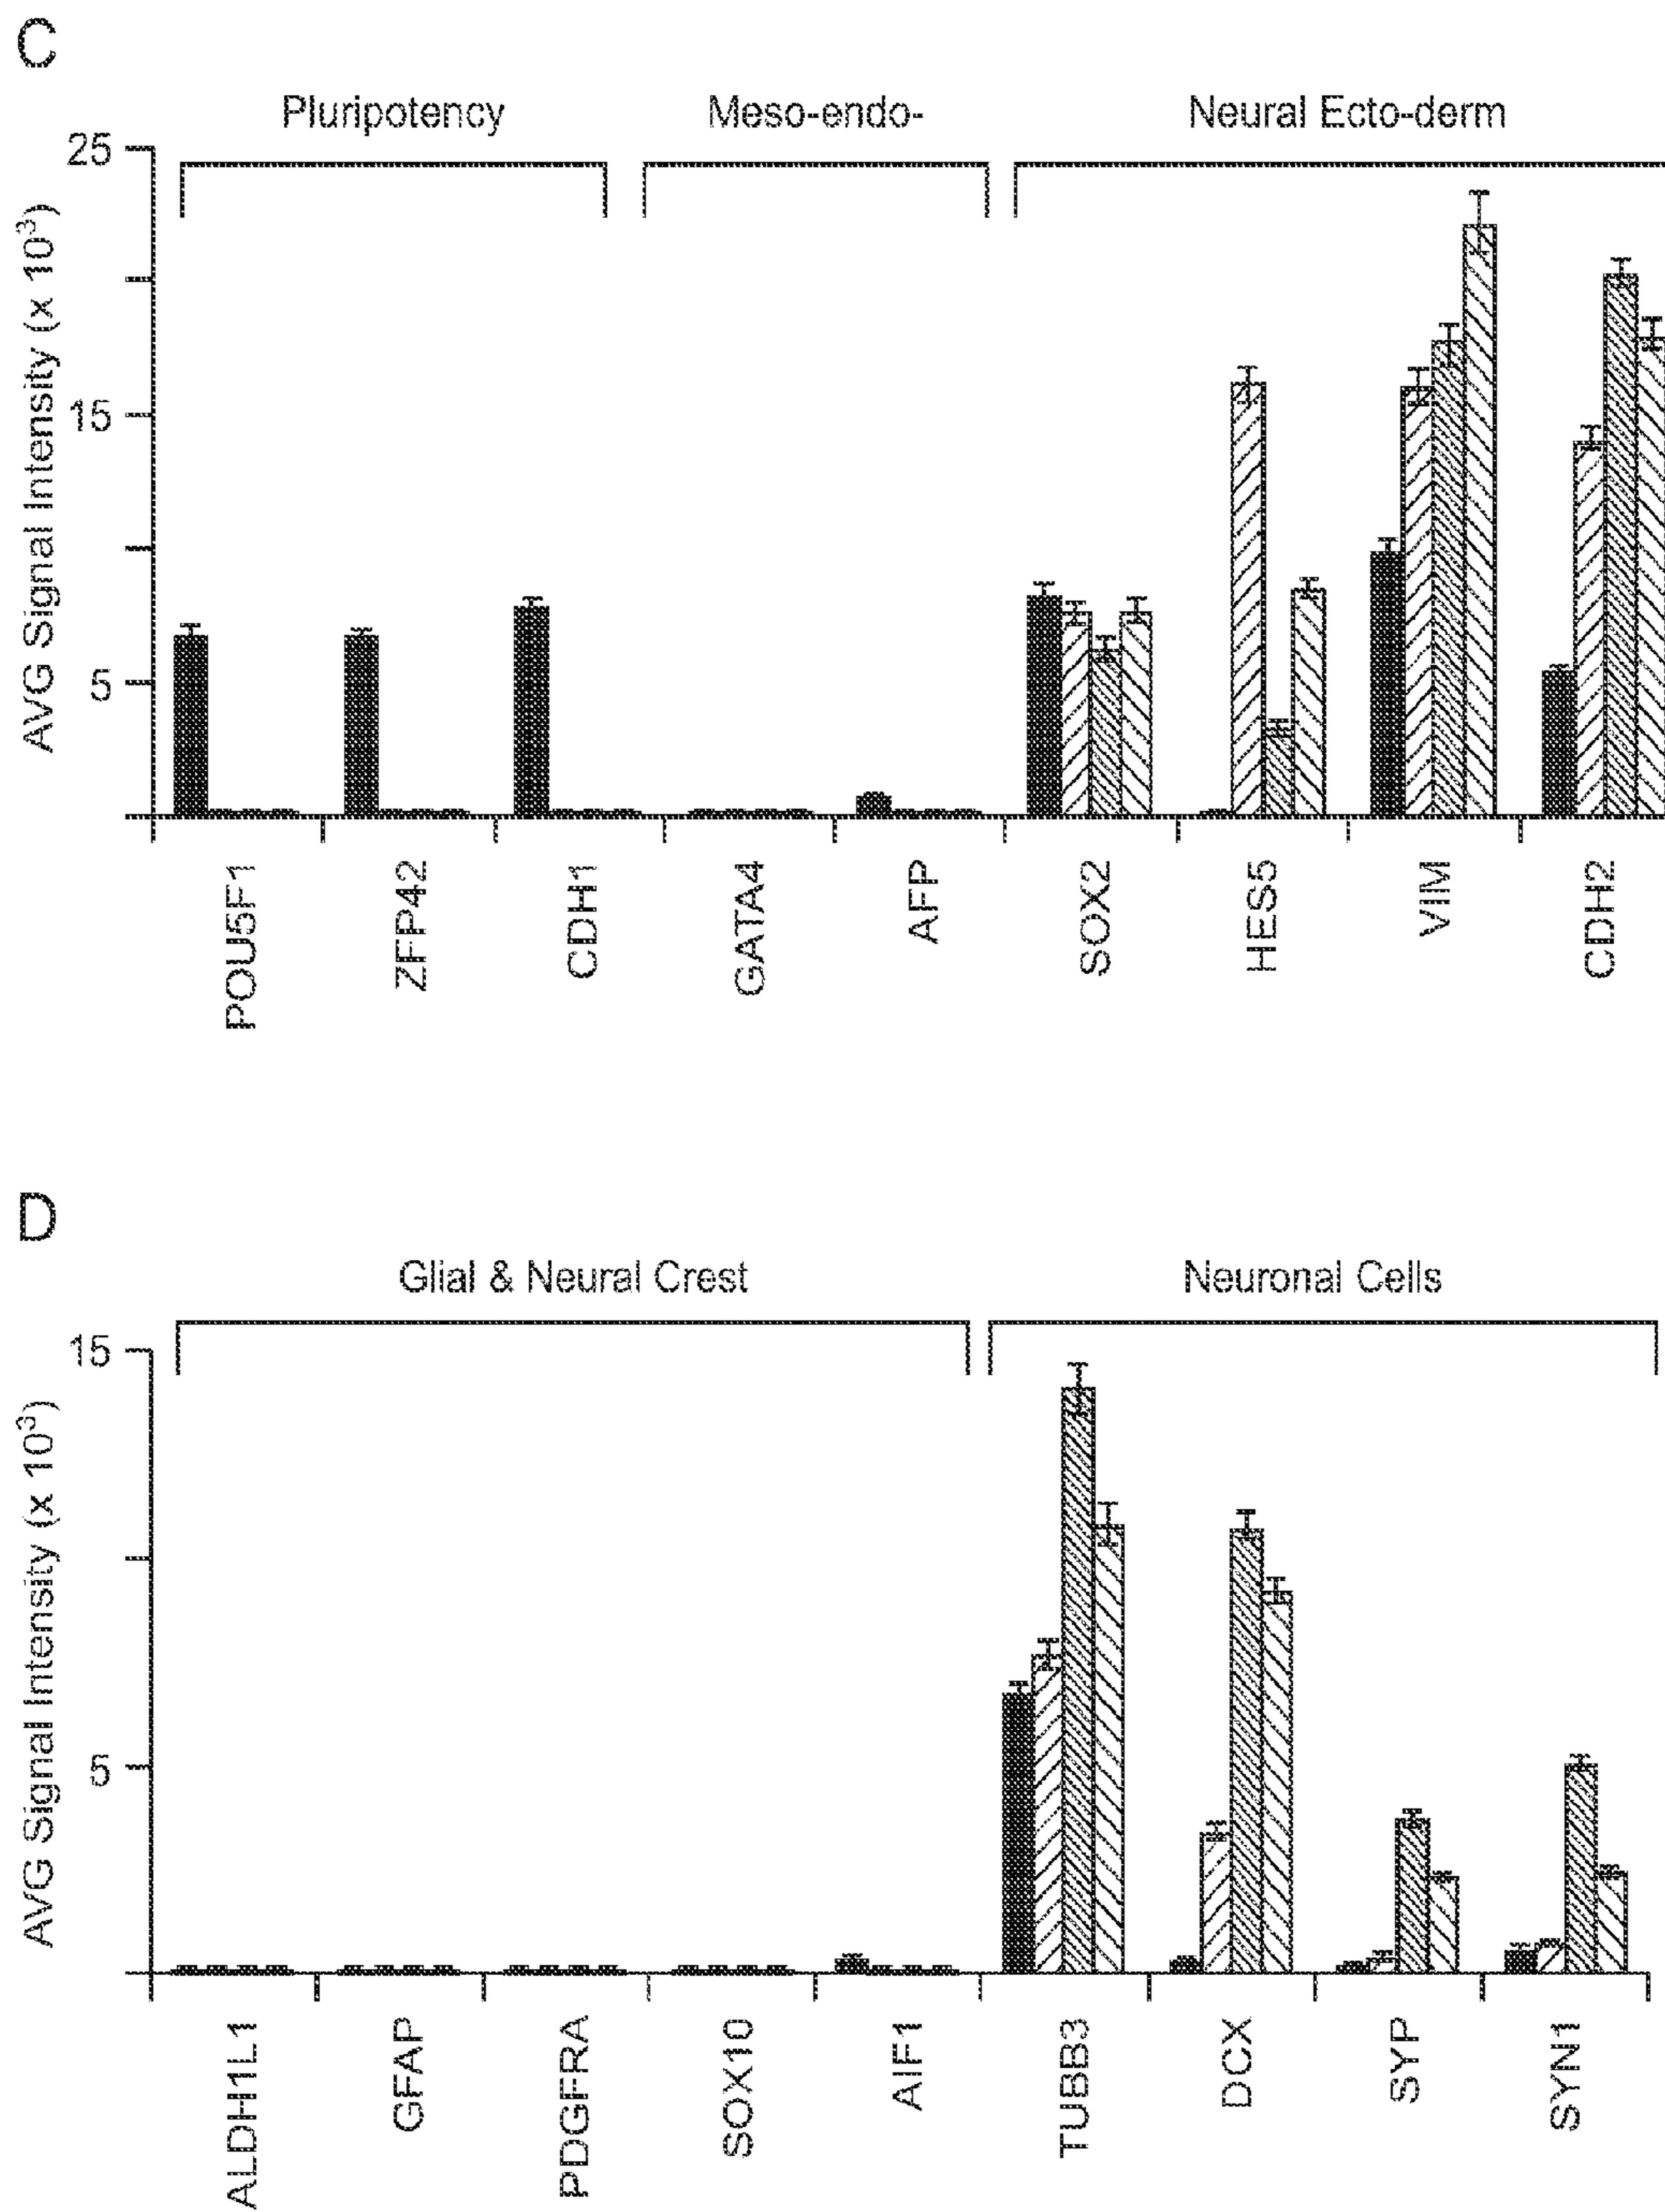 C
Pluripotency Meso-endo- Neural Ecto-derm
AVG Signal Intensity (x 10³)
25
15
5
POU5F1
ZFP42
CDH1
GATA4
AFP
SOX2
HES5
VIM
CDH2
D
Glial & Neural Crest Neuronal Cells
AVG Signal Intensity (x 10³)
15
5
ALDH1L1
GFAP
PDGFRA
SOX10
AIF1
TUBB3
DCX
SYP
SYN1